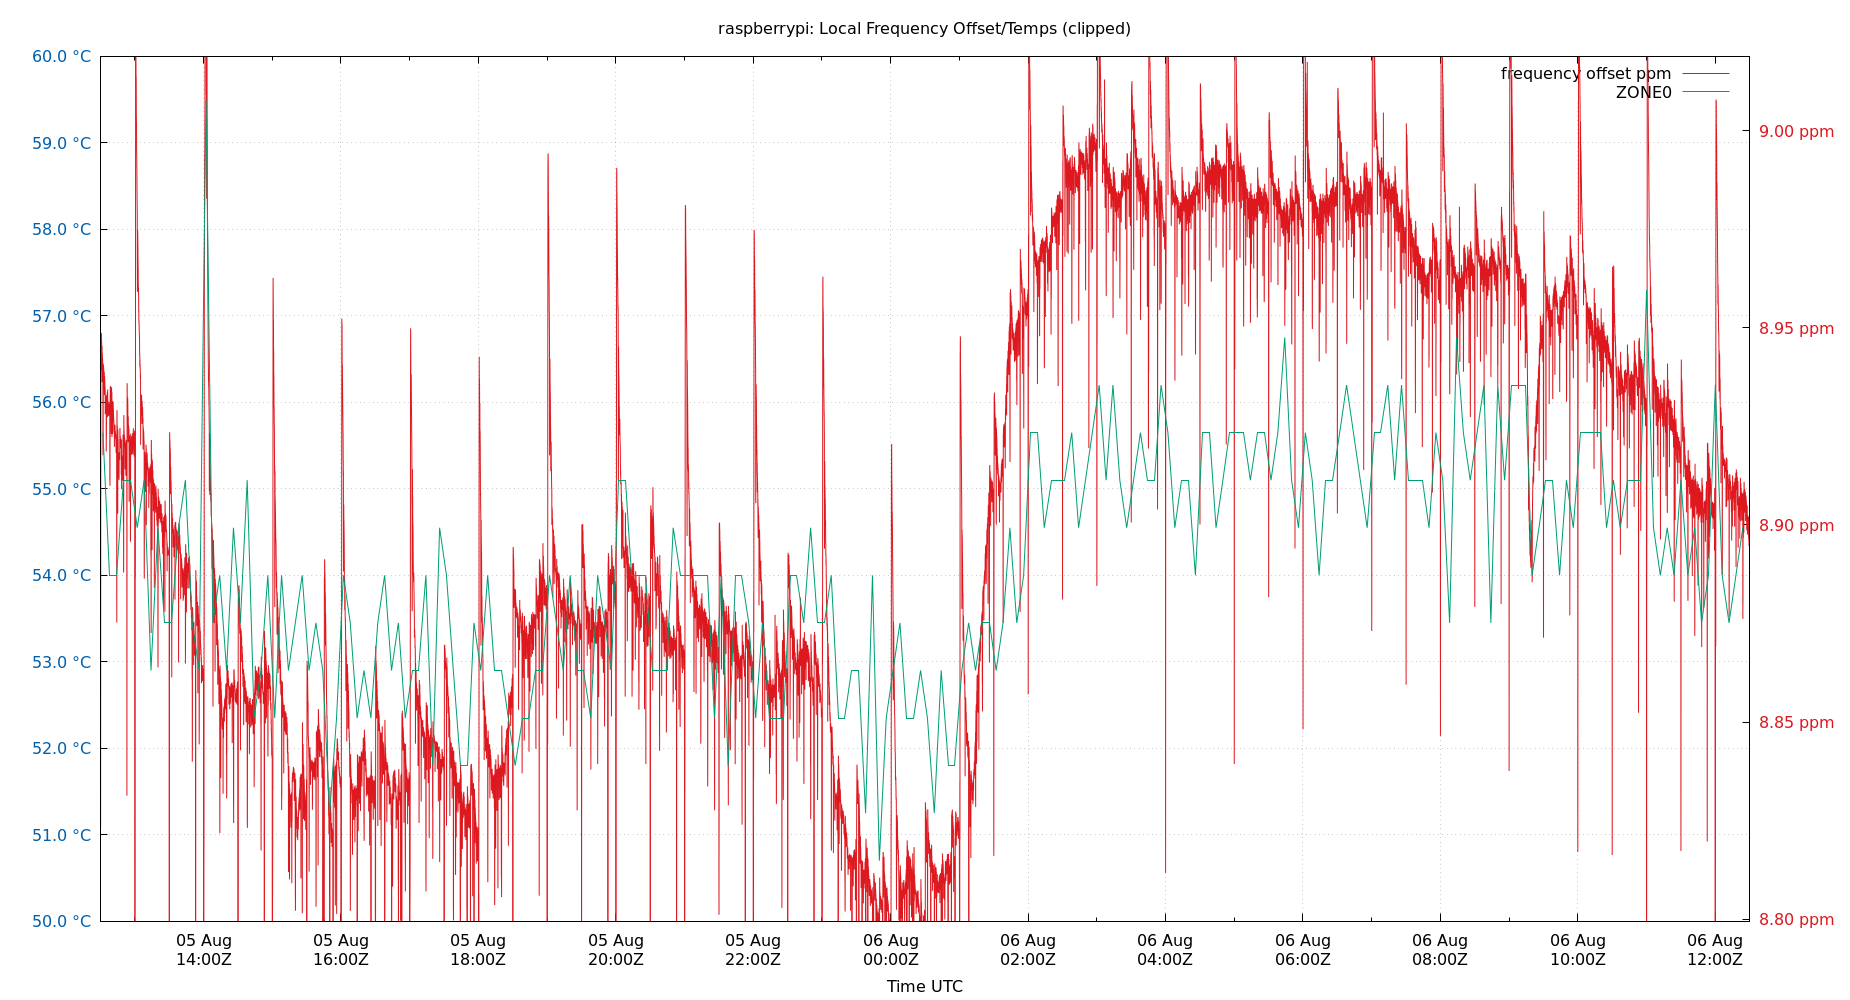 raspberrypi: Local Frequency Offset/Temps (clipped)
frequency offset ppm
ZONE0
60.0 °C
59.0 °C
58.0 °C
57.0 °C
56.0 °C
55.0 °C
54.0 °C
53.0 °C
52.0 °C
51.0 °C
50.0 °C
9.00 ppm
8.95 ppm
8.90 ppm
8.85 ppm
8.80 ppm
05 Aug
14:00Z
05 Aug
16:00Z
05 Aug
18:00Z
05 Aug
20:00Z
05 Aug
22:00Z
06 Aug
00:00Z
06 Aug
02:00Z
06 Aug
04:00Z
06 Aug
06:00Z
06 Aug
08:00Z
06 Aug
10:00Z
06 Aug
12:00Z
Time UTC